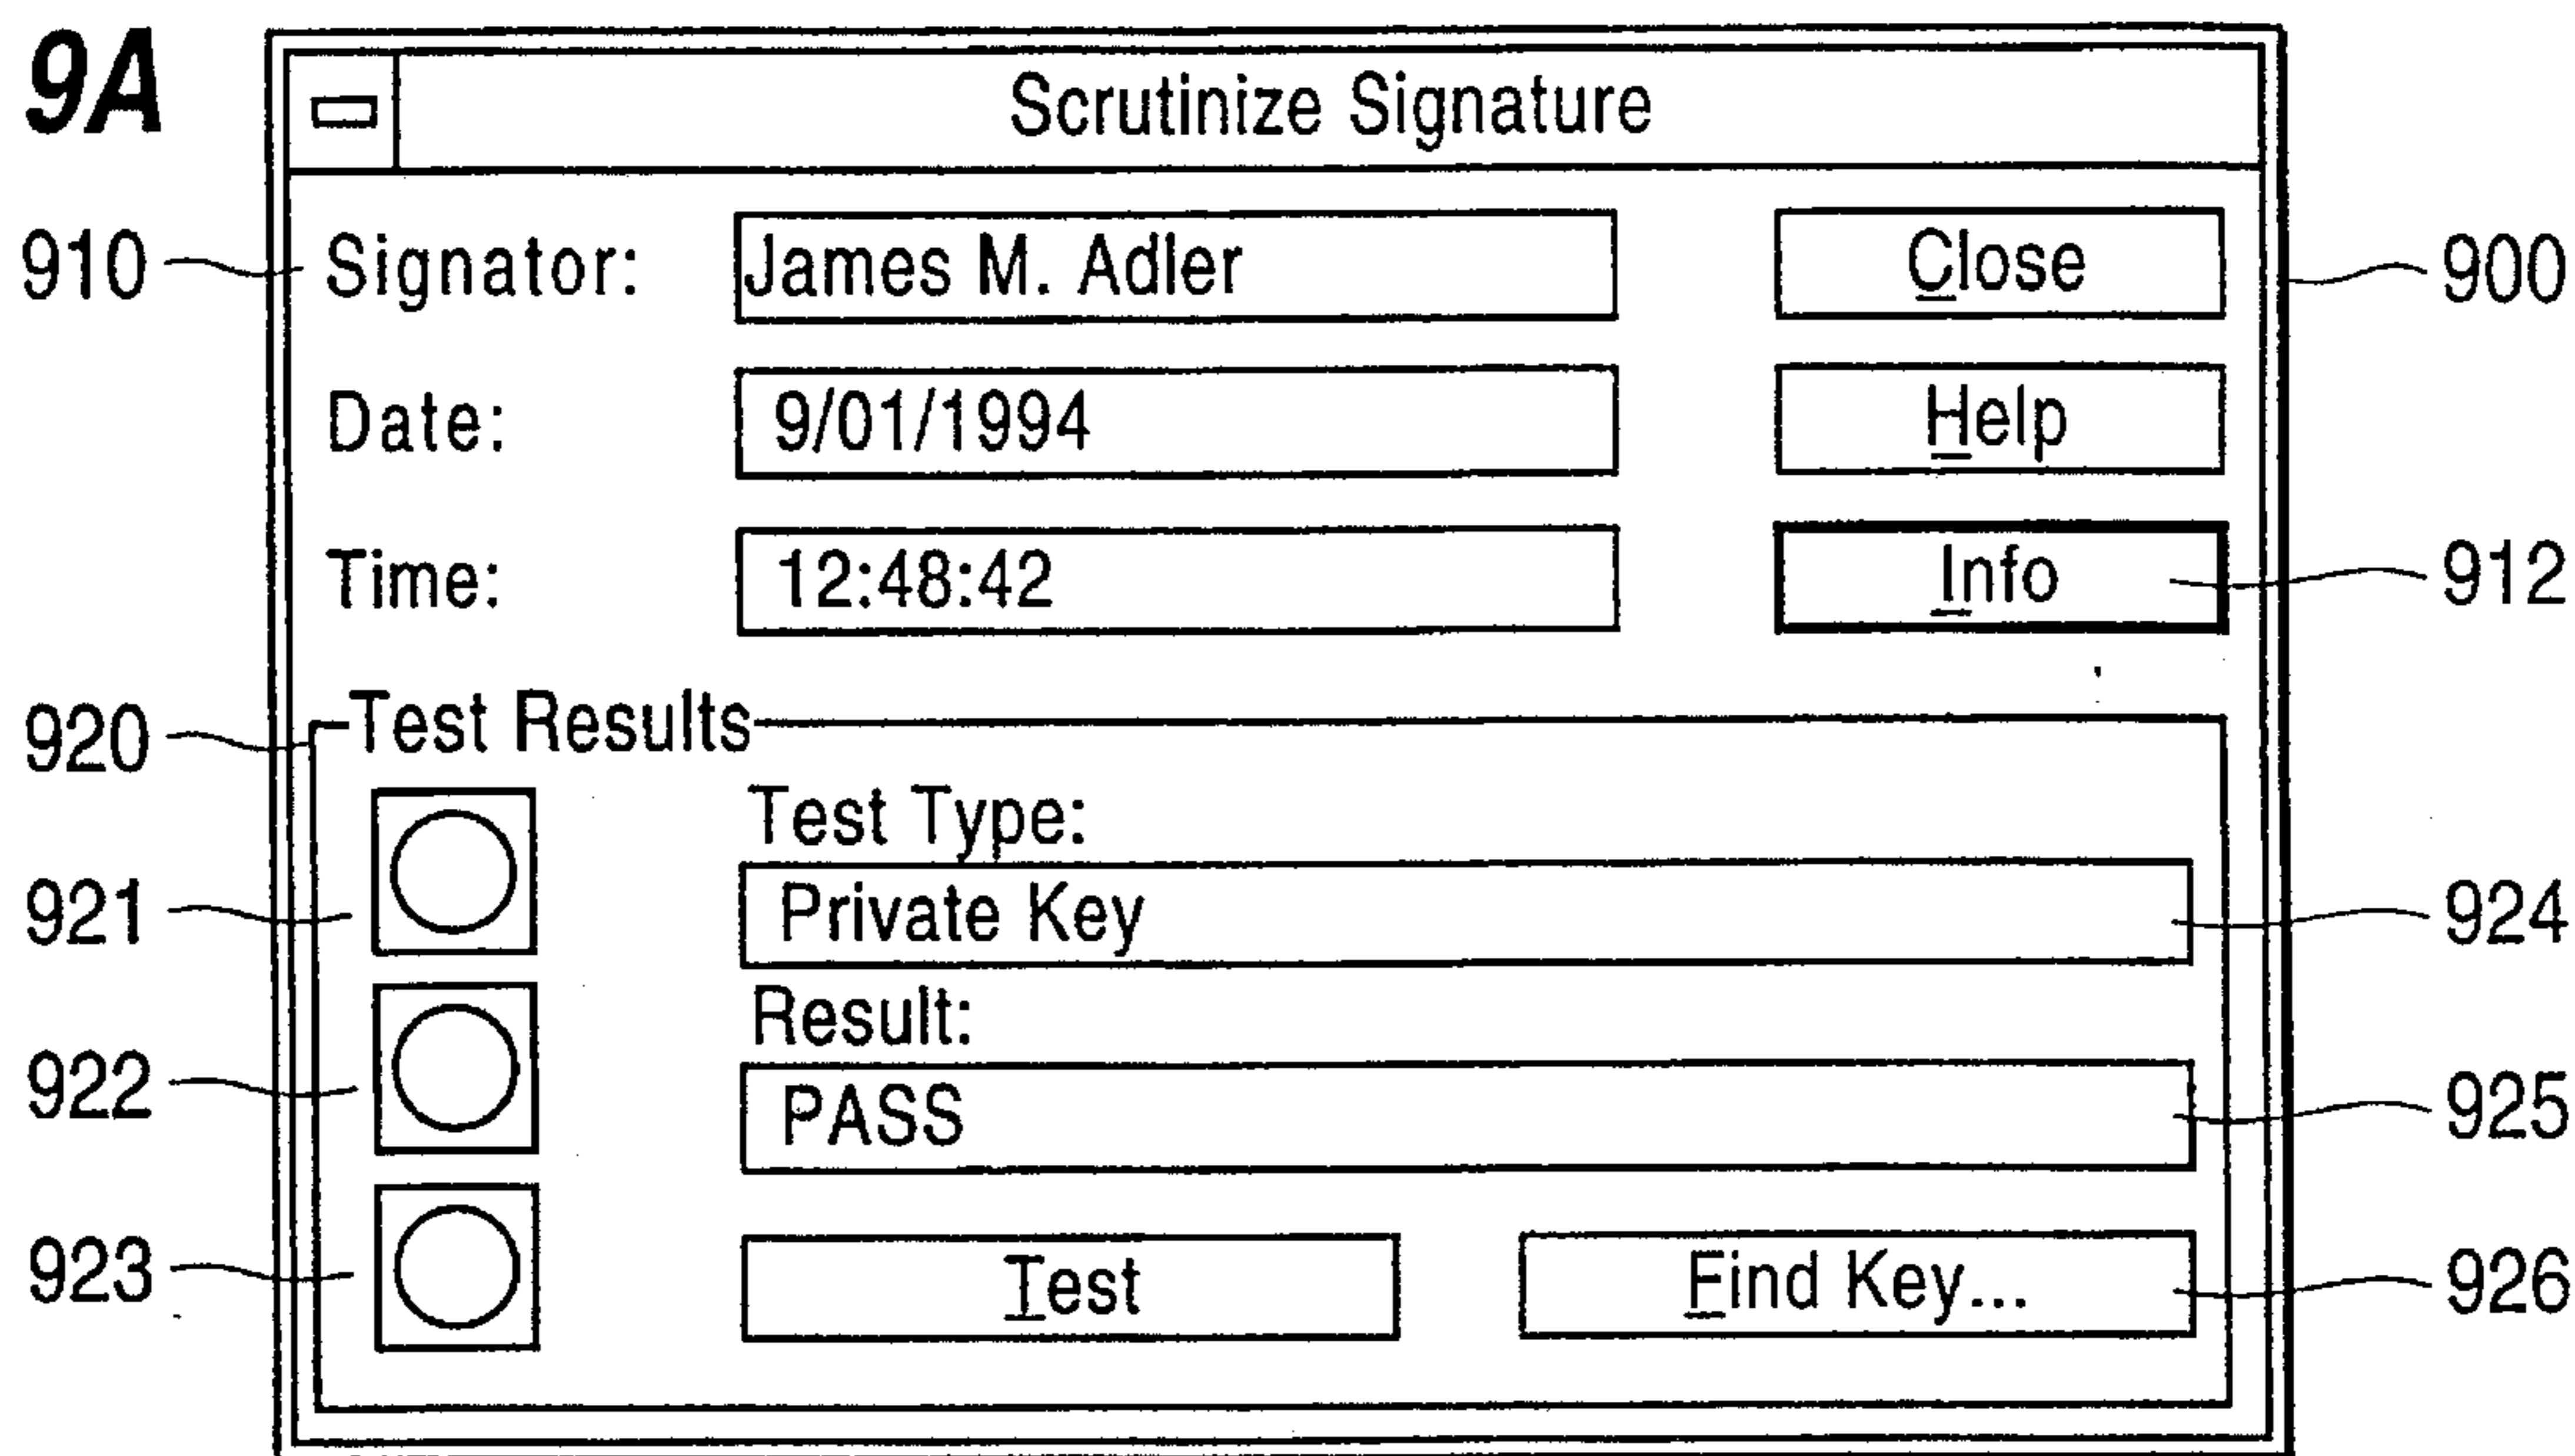 9A
Scrutinize Signature
910 Signator: James M. Adler Close 900
Date: 9/01/1994 Help
Time: 12:48:42 Info 912
920 Test Results
Test Type:
921 Private Key 924
Result:
922 PASS 925
923 Test Find Key... 926